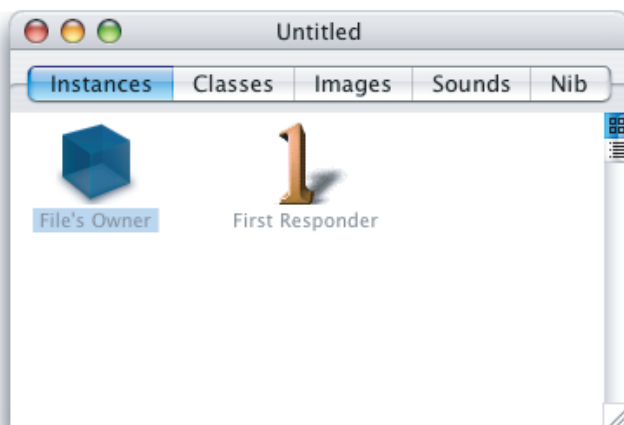 Untitled
Instances Classes Images Sounds Nib
File's Owner First Responder